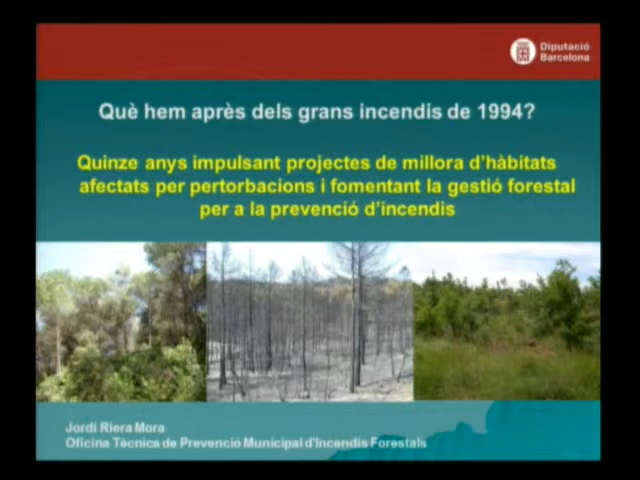 Diputació
Barcelona
Què hem après dels grans incendis de 1994?
Quinze anys impulsant projectes de millora d'hàbitats
afectats per pertorbacions i fomentant la gestió forestal
per a la prevenció d'incendis
Jordi Riera Mora
Oficina Tècnica de Prevenció Municipal d'Incendis Forestals